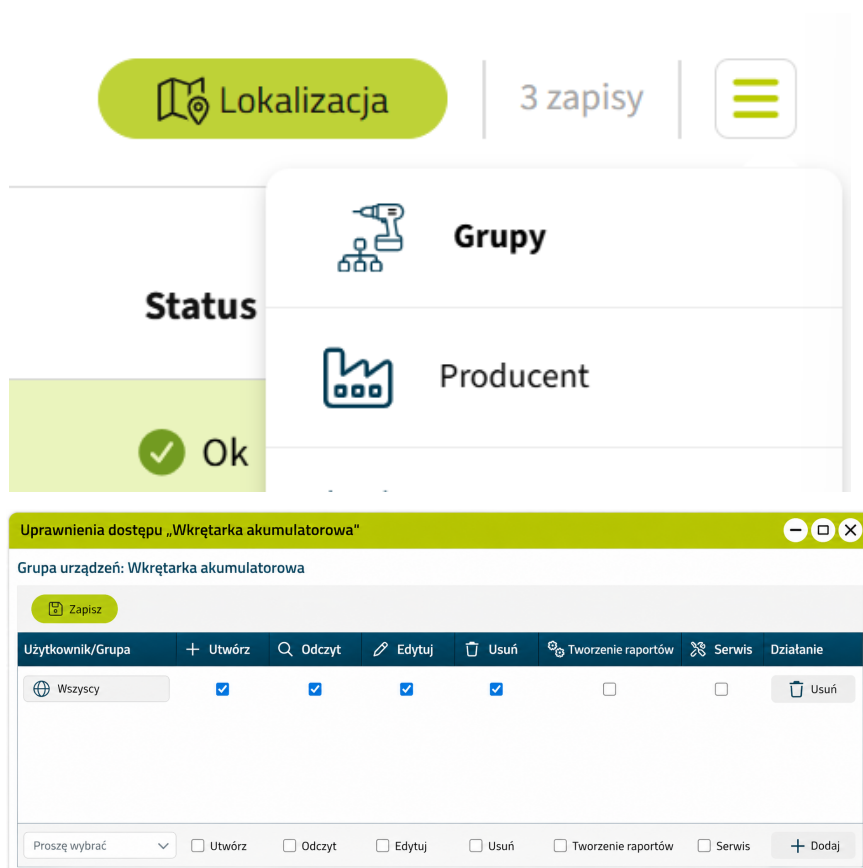 Lokalizacja 3 zapisy
Grupy
Status
Producent
Ok
Uprawnienia dostępu „Wkrętarka akumulatorowa"
Grupa urządzeń: Wkrętarka akumulatorowa
Zapisz
Użytkownik/Grupa Utwórz Odczyt Edytuj Usuń Tworzenie raportów Serwis Działanie
Wszyscy Usuń
Proszę wybrać Utwórz Odczyt Edytuj Usuń Tworzenie raportów Serwis Dodaj